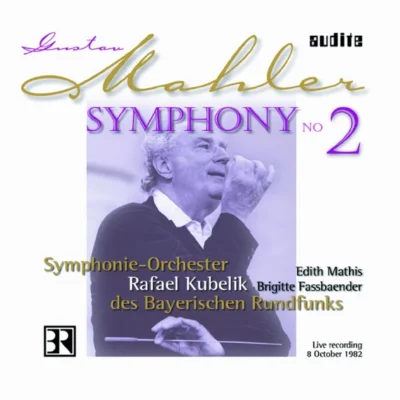 Gustav
audite
Mahler
SYMPHONY NO 2
Symphonie-Orchester
Edith Mathis
Rafael Kubelik
Brigitte Fassbaender
des Bayerischen Rundfunks
BR
Live recording
8 October 1982